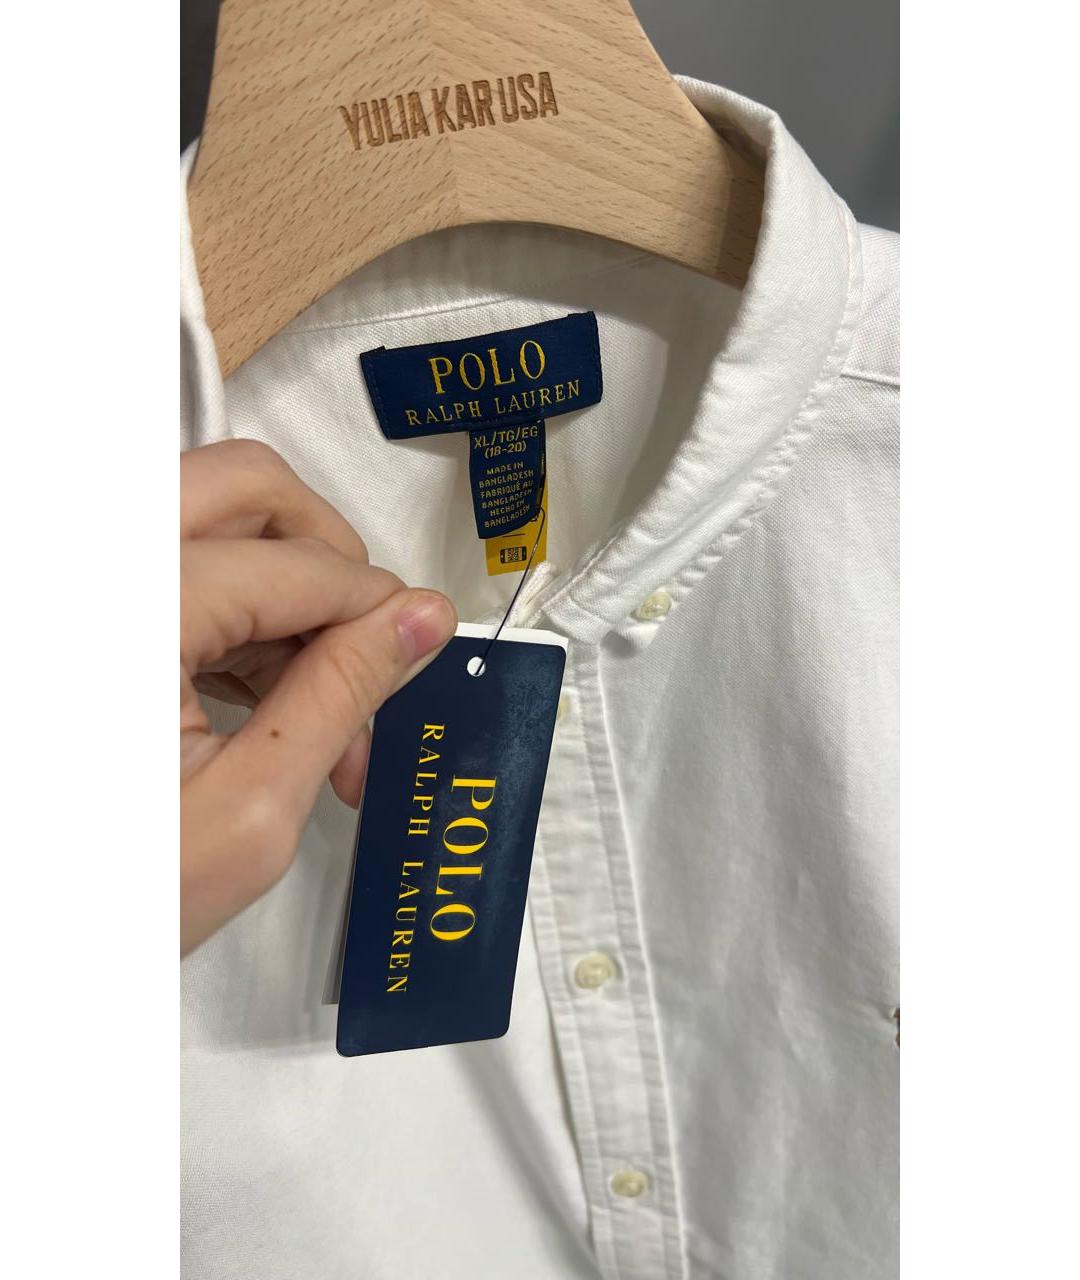 YULIA KAR USA
POLO
RALPH LAUREN
XL/TG/EG
(18-20)
MADE IN
BANGLADESH
FABRIQUÉ AU
BANGLADESH
HECHO EN
BANGLADESH
POLO
RALPH LAUREN